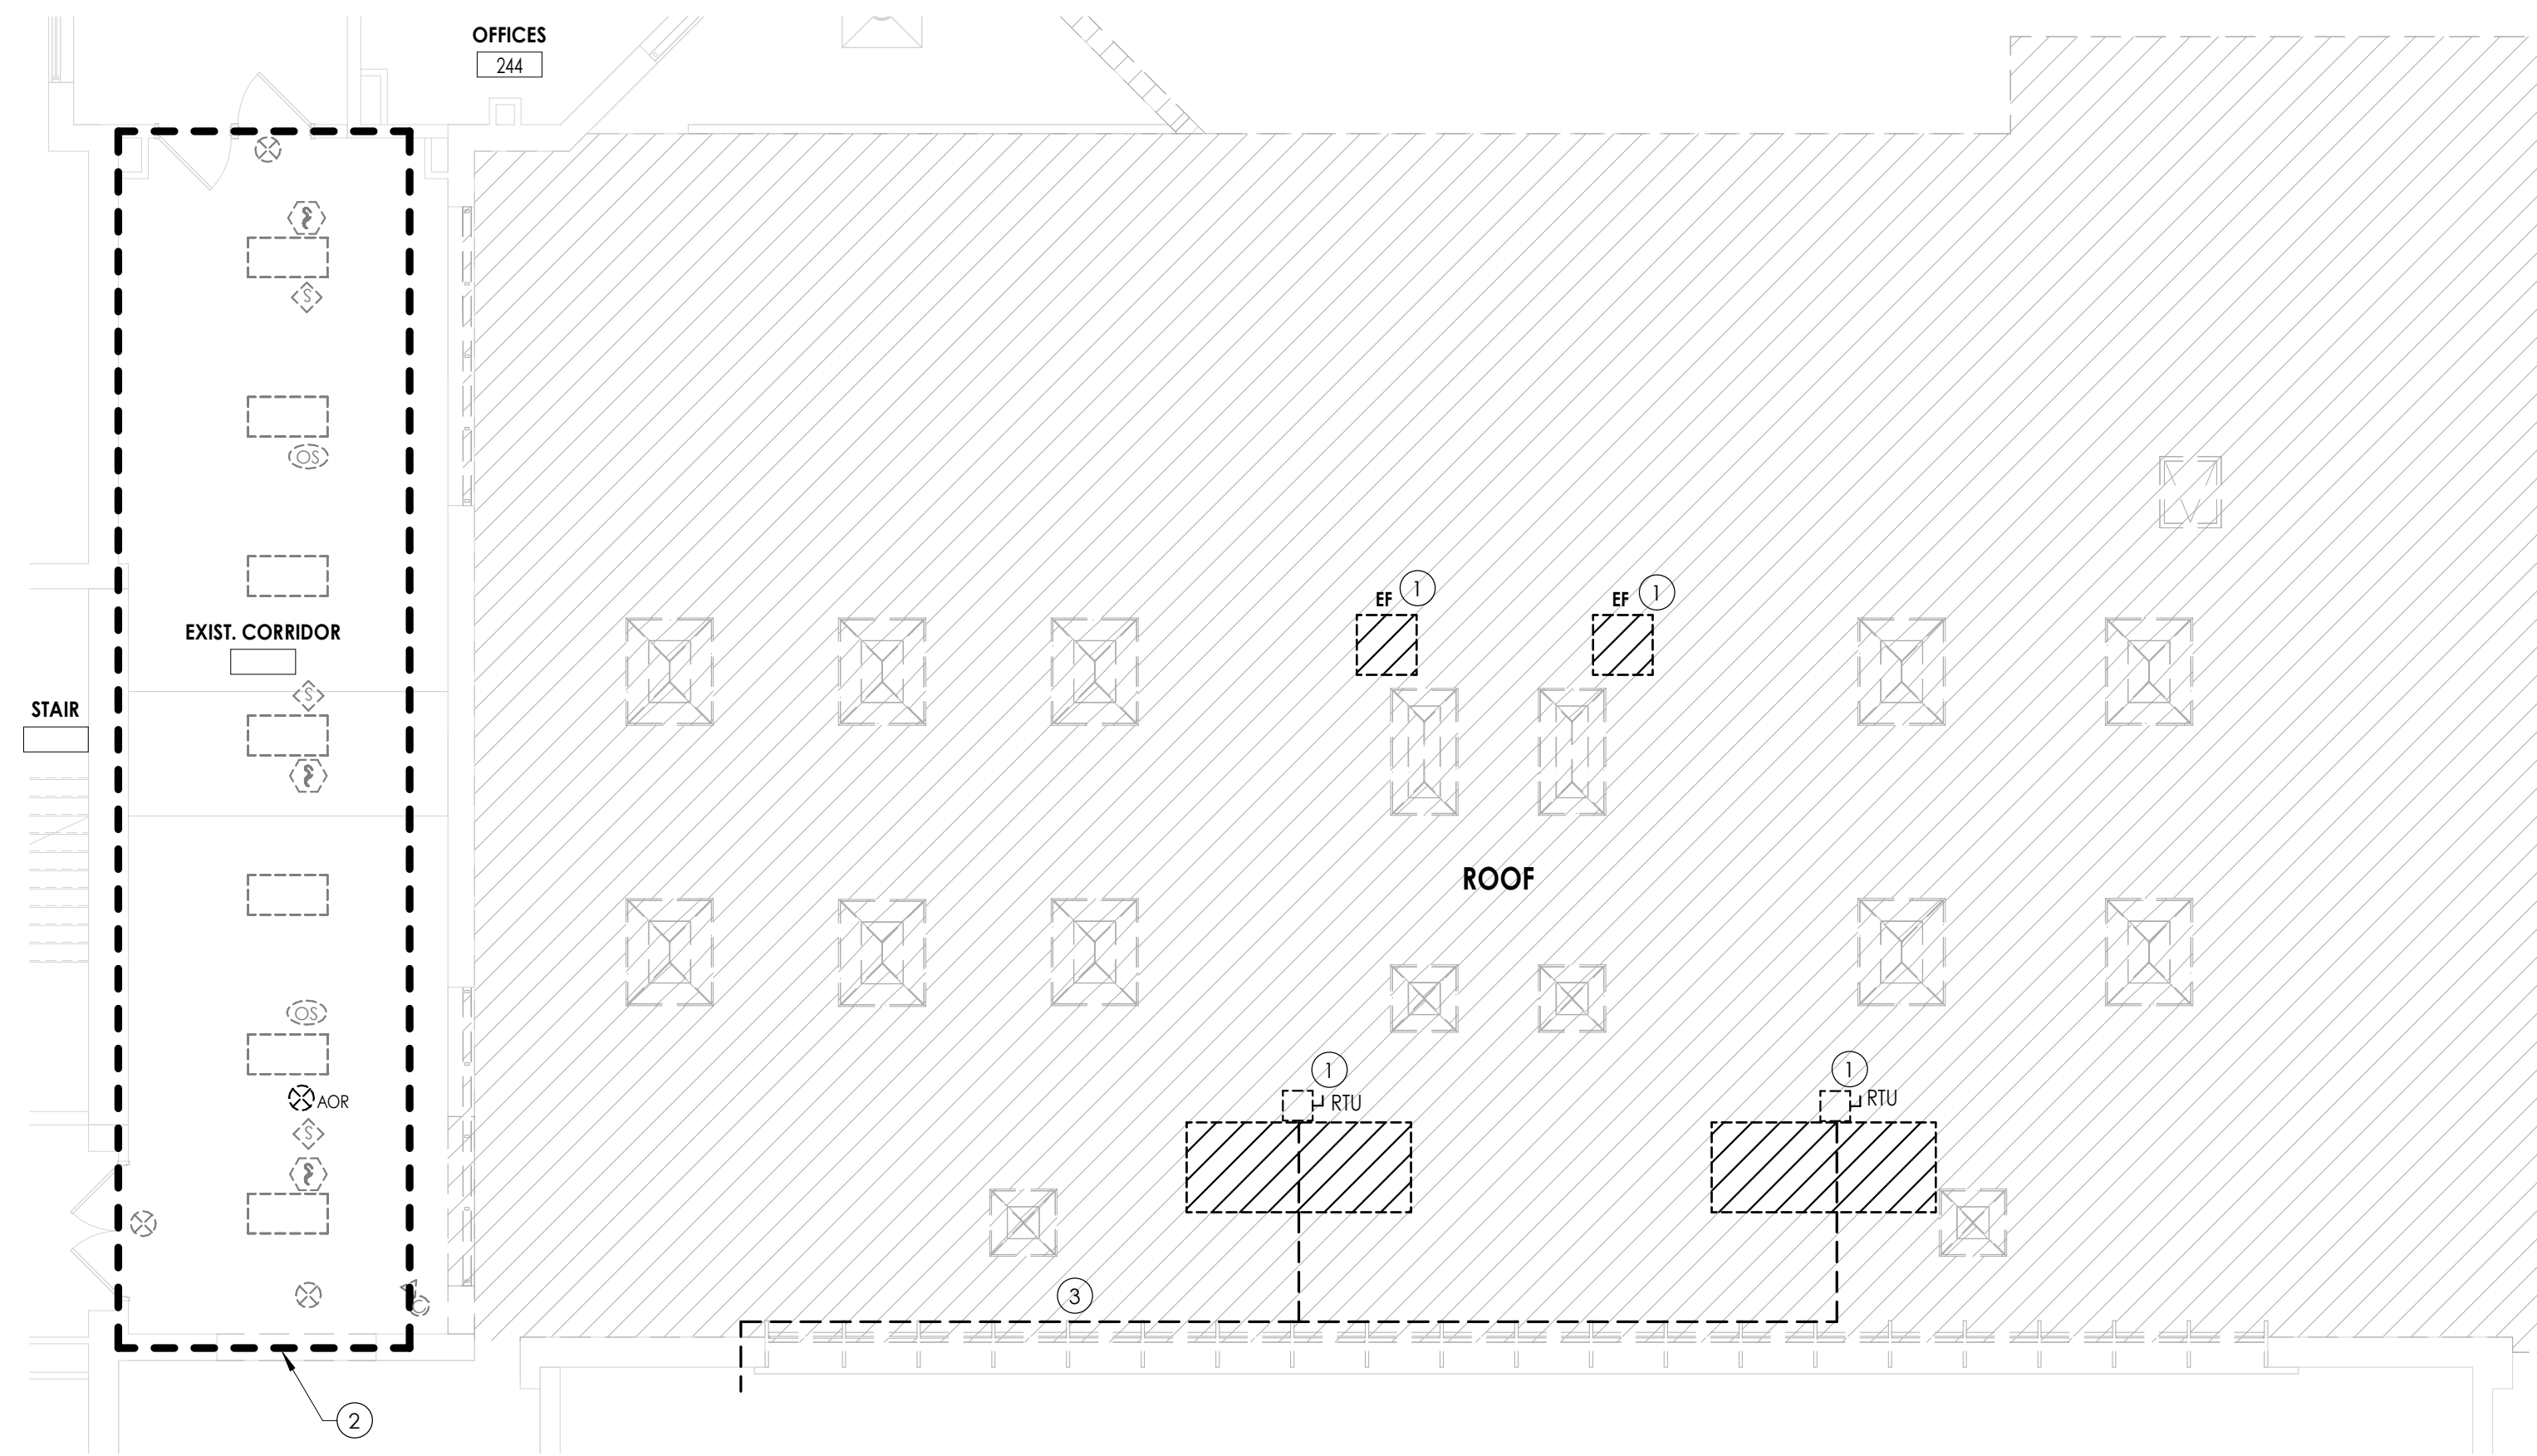 OFFICES
244
S
OS
EF
1
EF
1
EXIST. CORRIDOR
S
STAIR
ROOF
OS
1
RTU
1
RTU
AOR
S
C
3
2